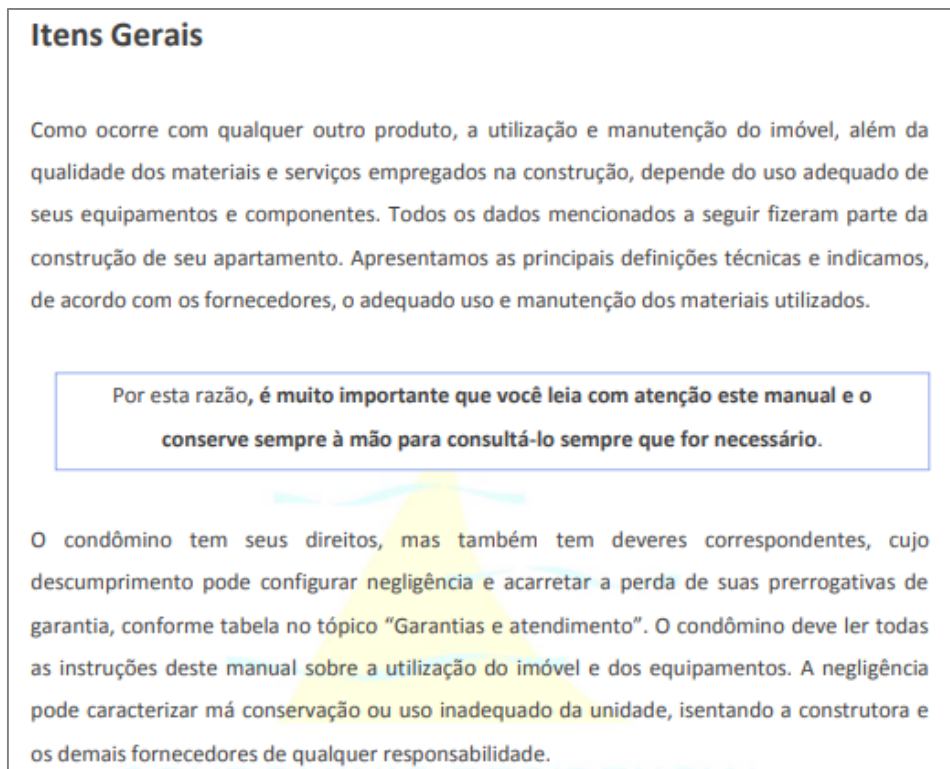 Itens Gerais
Como ocorre com qualquer outro produto, a utilização e manutenção do imóvel, além da
qualidade dos materiais e serviços empregados na construção, depende do uso adequado de
seus equipamentos e componentes. Todos os dados mencionados a seguir fizeram parte da
construção de seu apartamento. Apresentamos as principais definições técnicas e indicamos,
de acordo com os fornecedores, o adequado uso e manutenção dos materiais utilizados.
Por esta razão, é muito importante que você leia com atenção este manual e o
conserve sempre à mão para consultá-lo sempre que for necessário.
O condômino tem seus direitos, mas também tem deveres correspondentes, cujo
descumprimento pode configurar negligência e acarretar a perda de suas prerrogativas de
garantia, conforme tabela no tópico “Garantias e atendimento”. O condômino deve ler todas
as instruções deste manual sobre a utilização do imóvel e dos equipamentos. A negligência
pode caracterizar má conservação ou uso inadequado da unidade, isentando a construtora e
os demais fornecedores de qualquer responsabilidade.